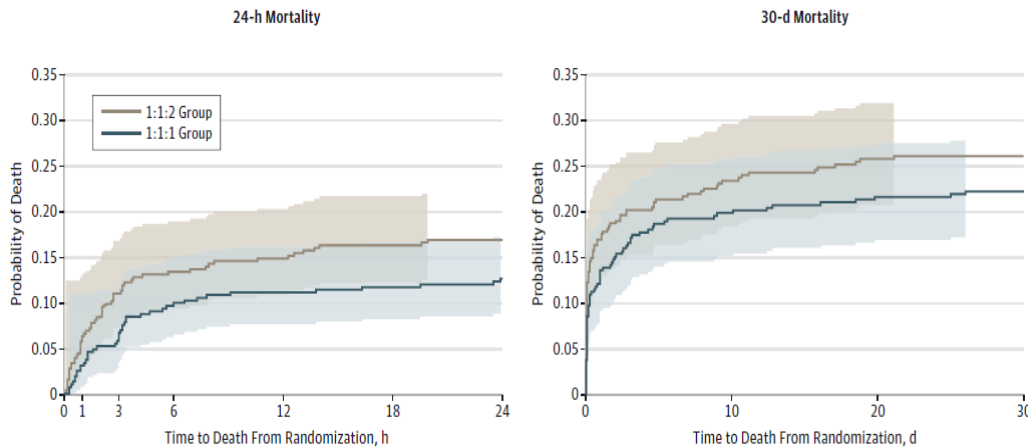 24-h Mortality
0.35
0.30
0.25
0.20
0.15
0.10
0.05
0
Probability of Death
1:1:2 Group
1:1:1 Group
0 1 3 6 12 18 24
Time to Death From Randomization, h
30-d Mortality
0.35
0.30
0.25
0.20
0.15
0.10
0.05
0
Probability of Death
0 10 20 30
Time to Death From Randomization, d